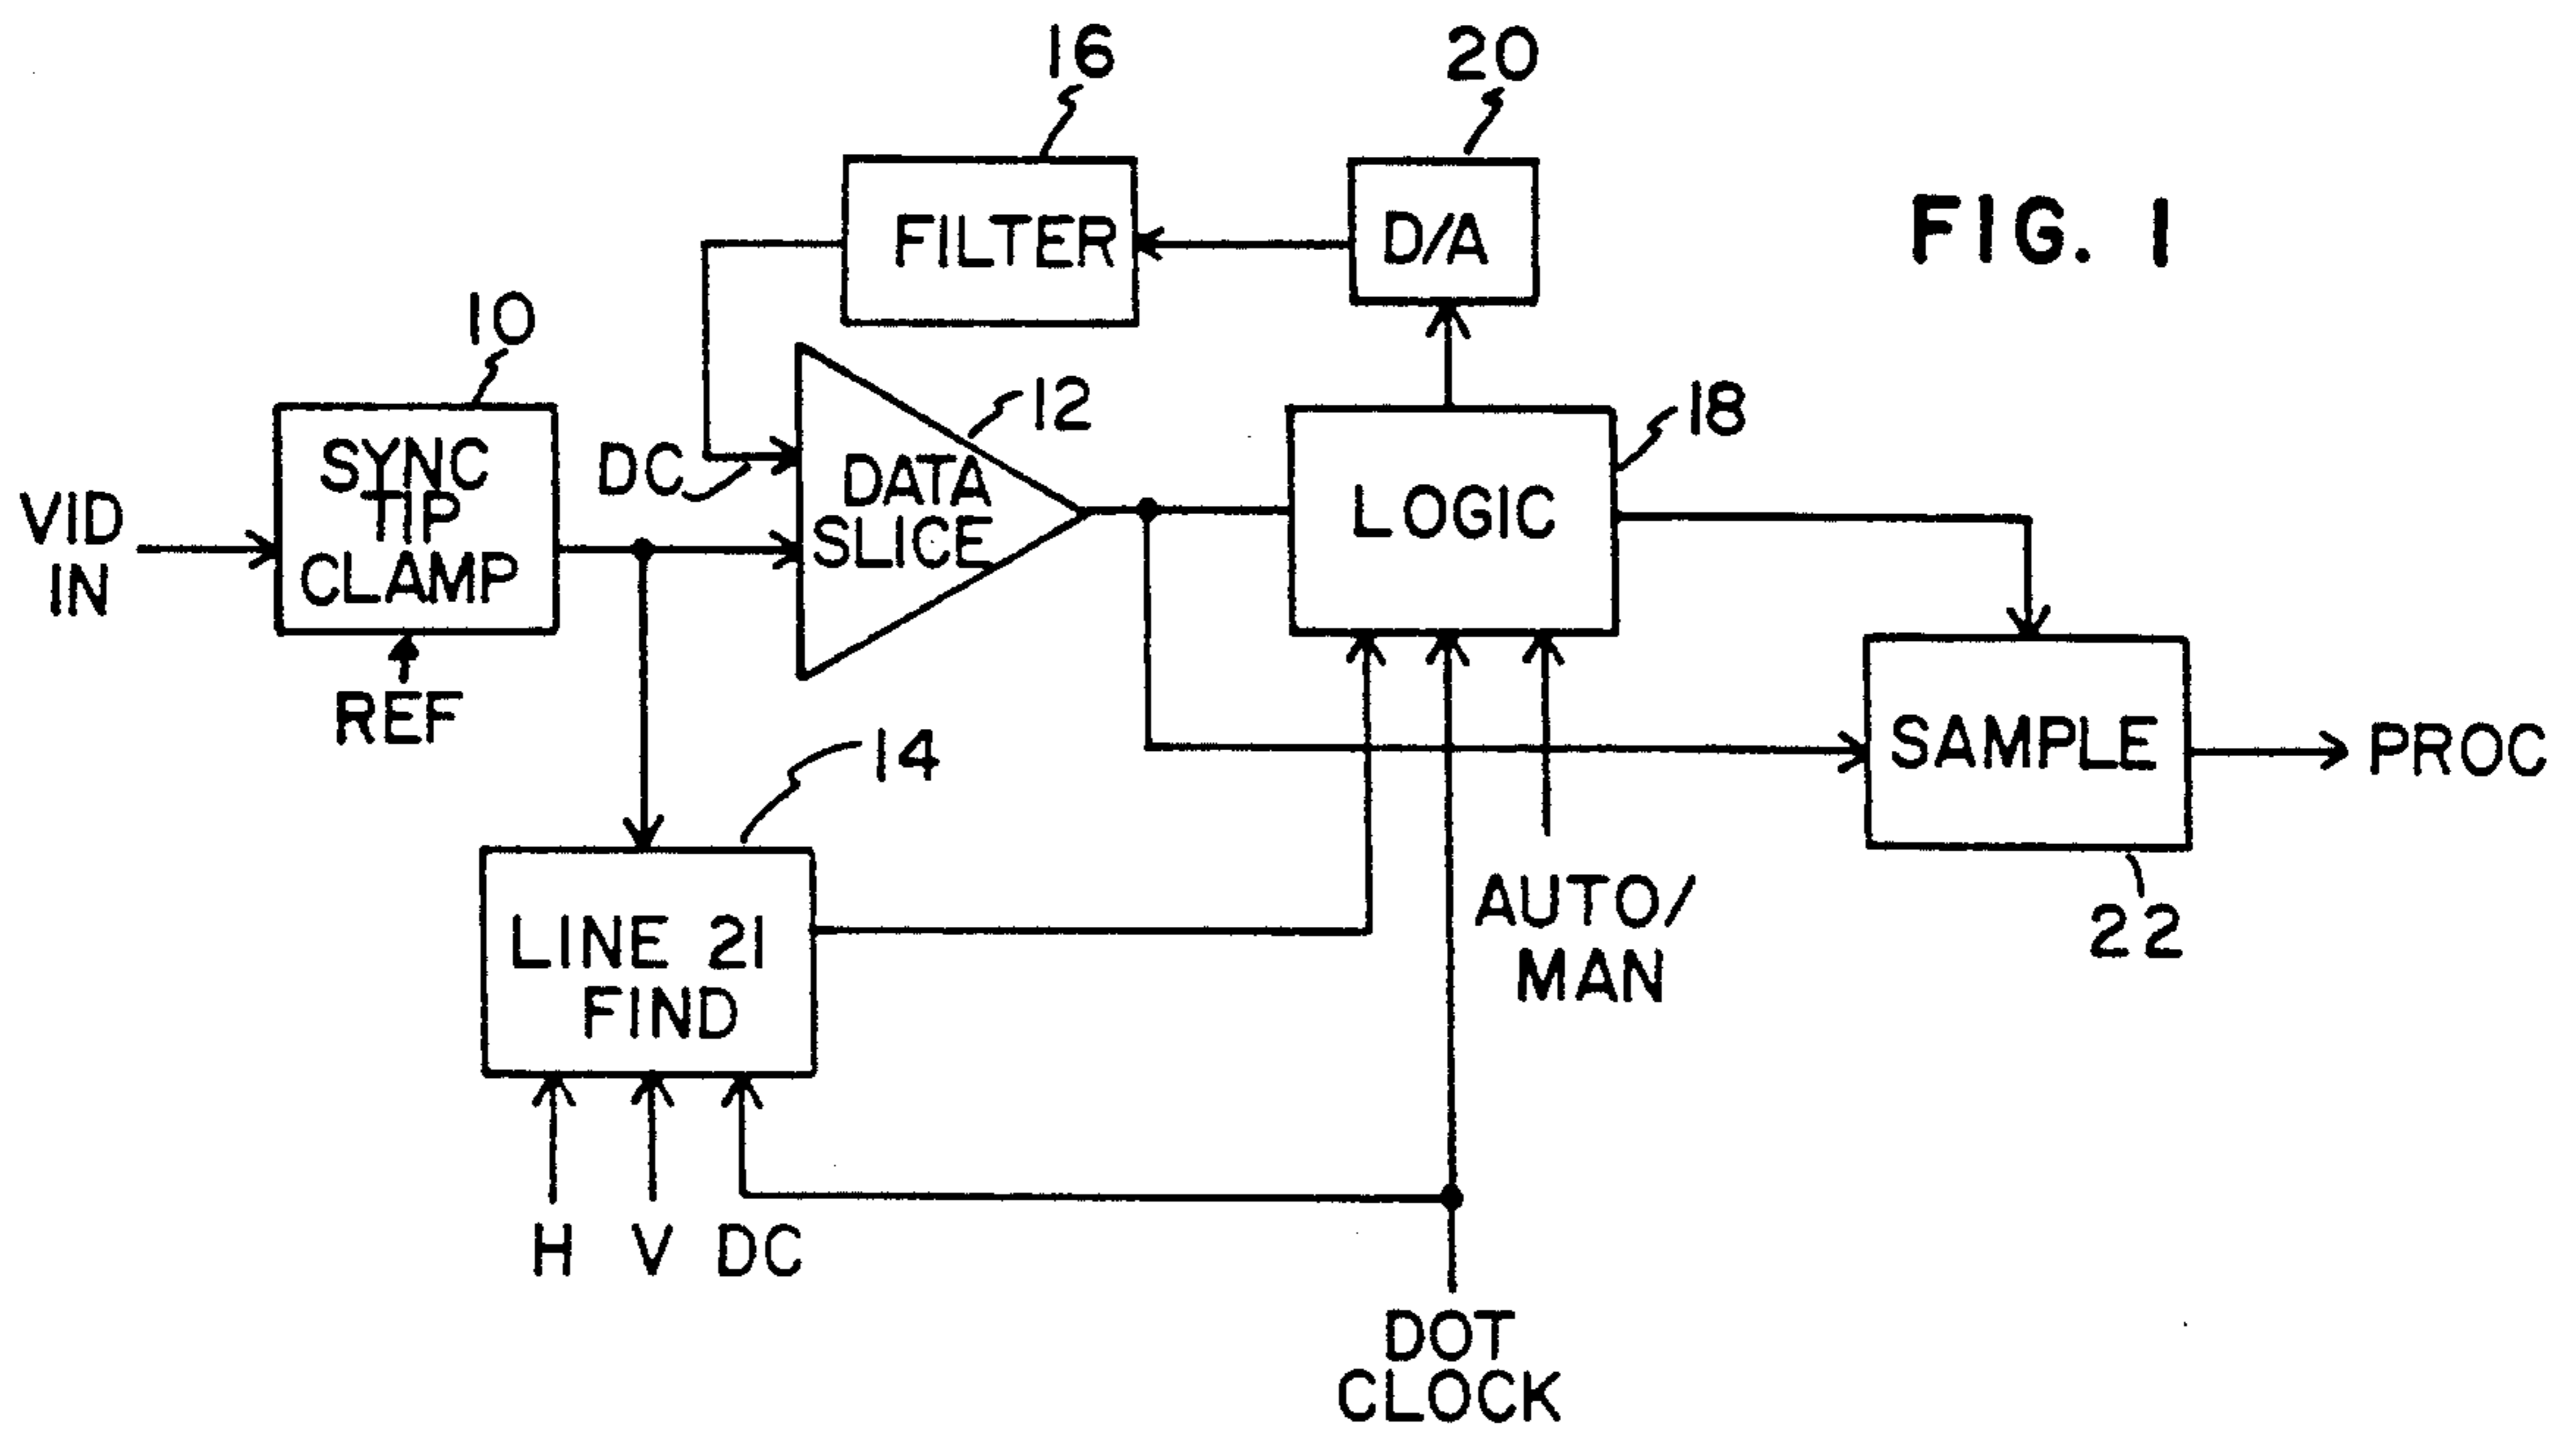 16
20
FILTER
D/A
FIG. 1
10
12
18
SYNC
TIP
CLAMP
DC
DATA
SLICE
LOGIC
VID
IN
REF
14
SAMPLE
PROC
AUTO/
MAN
22
LINE 21
FIND
H V DC
DOT
CLOCK